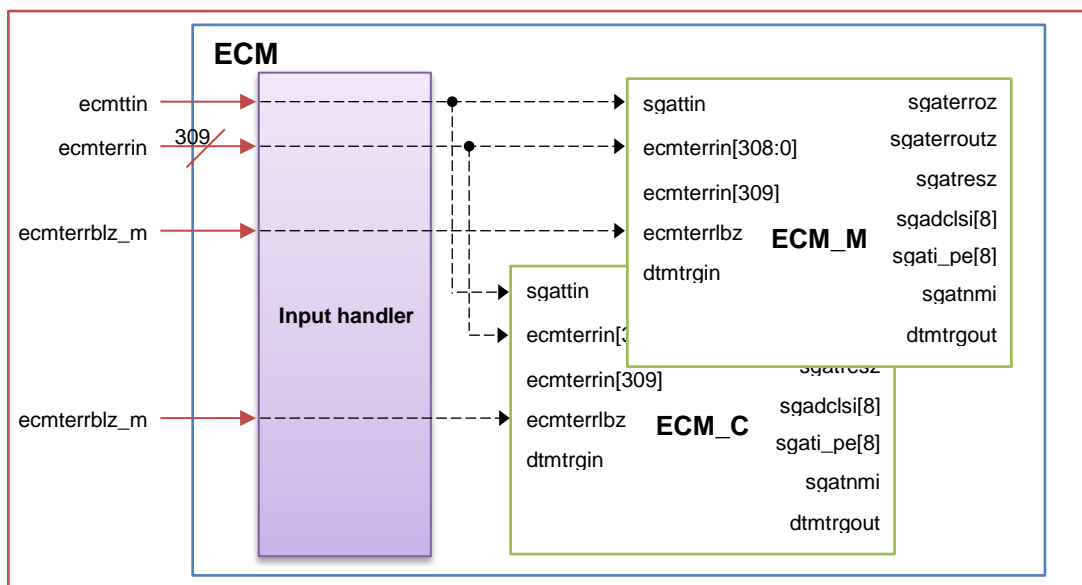 ECM
ecmttin
309
ecmterrin
ecmterrblz_m
ecmterrblz_m
Input handler
sgattin
ecmterrin[308:0]
ecmterrin[309]
ecmterrlbz
dtmtrgin
ECM_M
sgaterroz
sgaterroutz
sgatresz
sgadclsi[8]
sgati_pe[8]
sgatnmi
dtmtrgout
sgattin
ecmterrin[
ecmterrin[309]
ecmterrlbz
dtmtrgin
ECM_C
sgatresz
sgadclsi[8]
sgati_pe[8]
sgatnmi
dtmtrgout